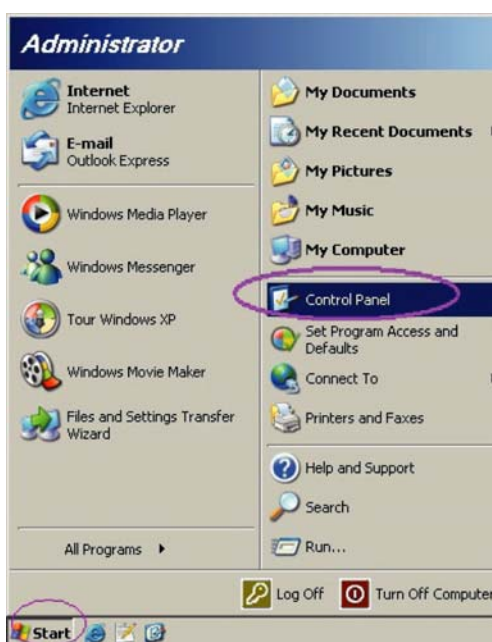 Administrator
Internet
Internet Explorer
E-mail
Outlook Express
Windows Media Player
Windows Messenger
Tour Windows XP
Windows Movie Maker
Files and Settings Transfer
Wizard
All Programs
My Documents
My Recent Documents
My Pictures
My Music
My Computer
Control Panel
Set Program Access and
Defaults
Connect To
Printers and Faxes
Help and Support
Search
Run...
Log Off
Turn Off Computer
Start